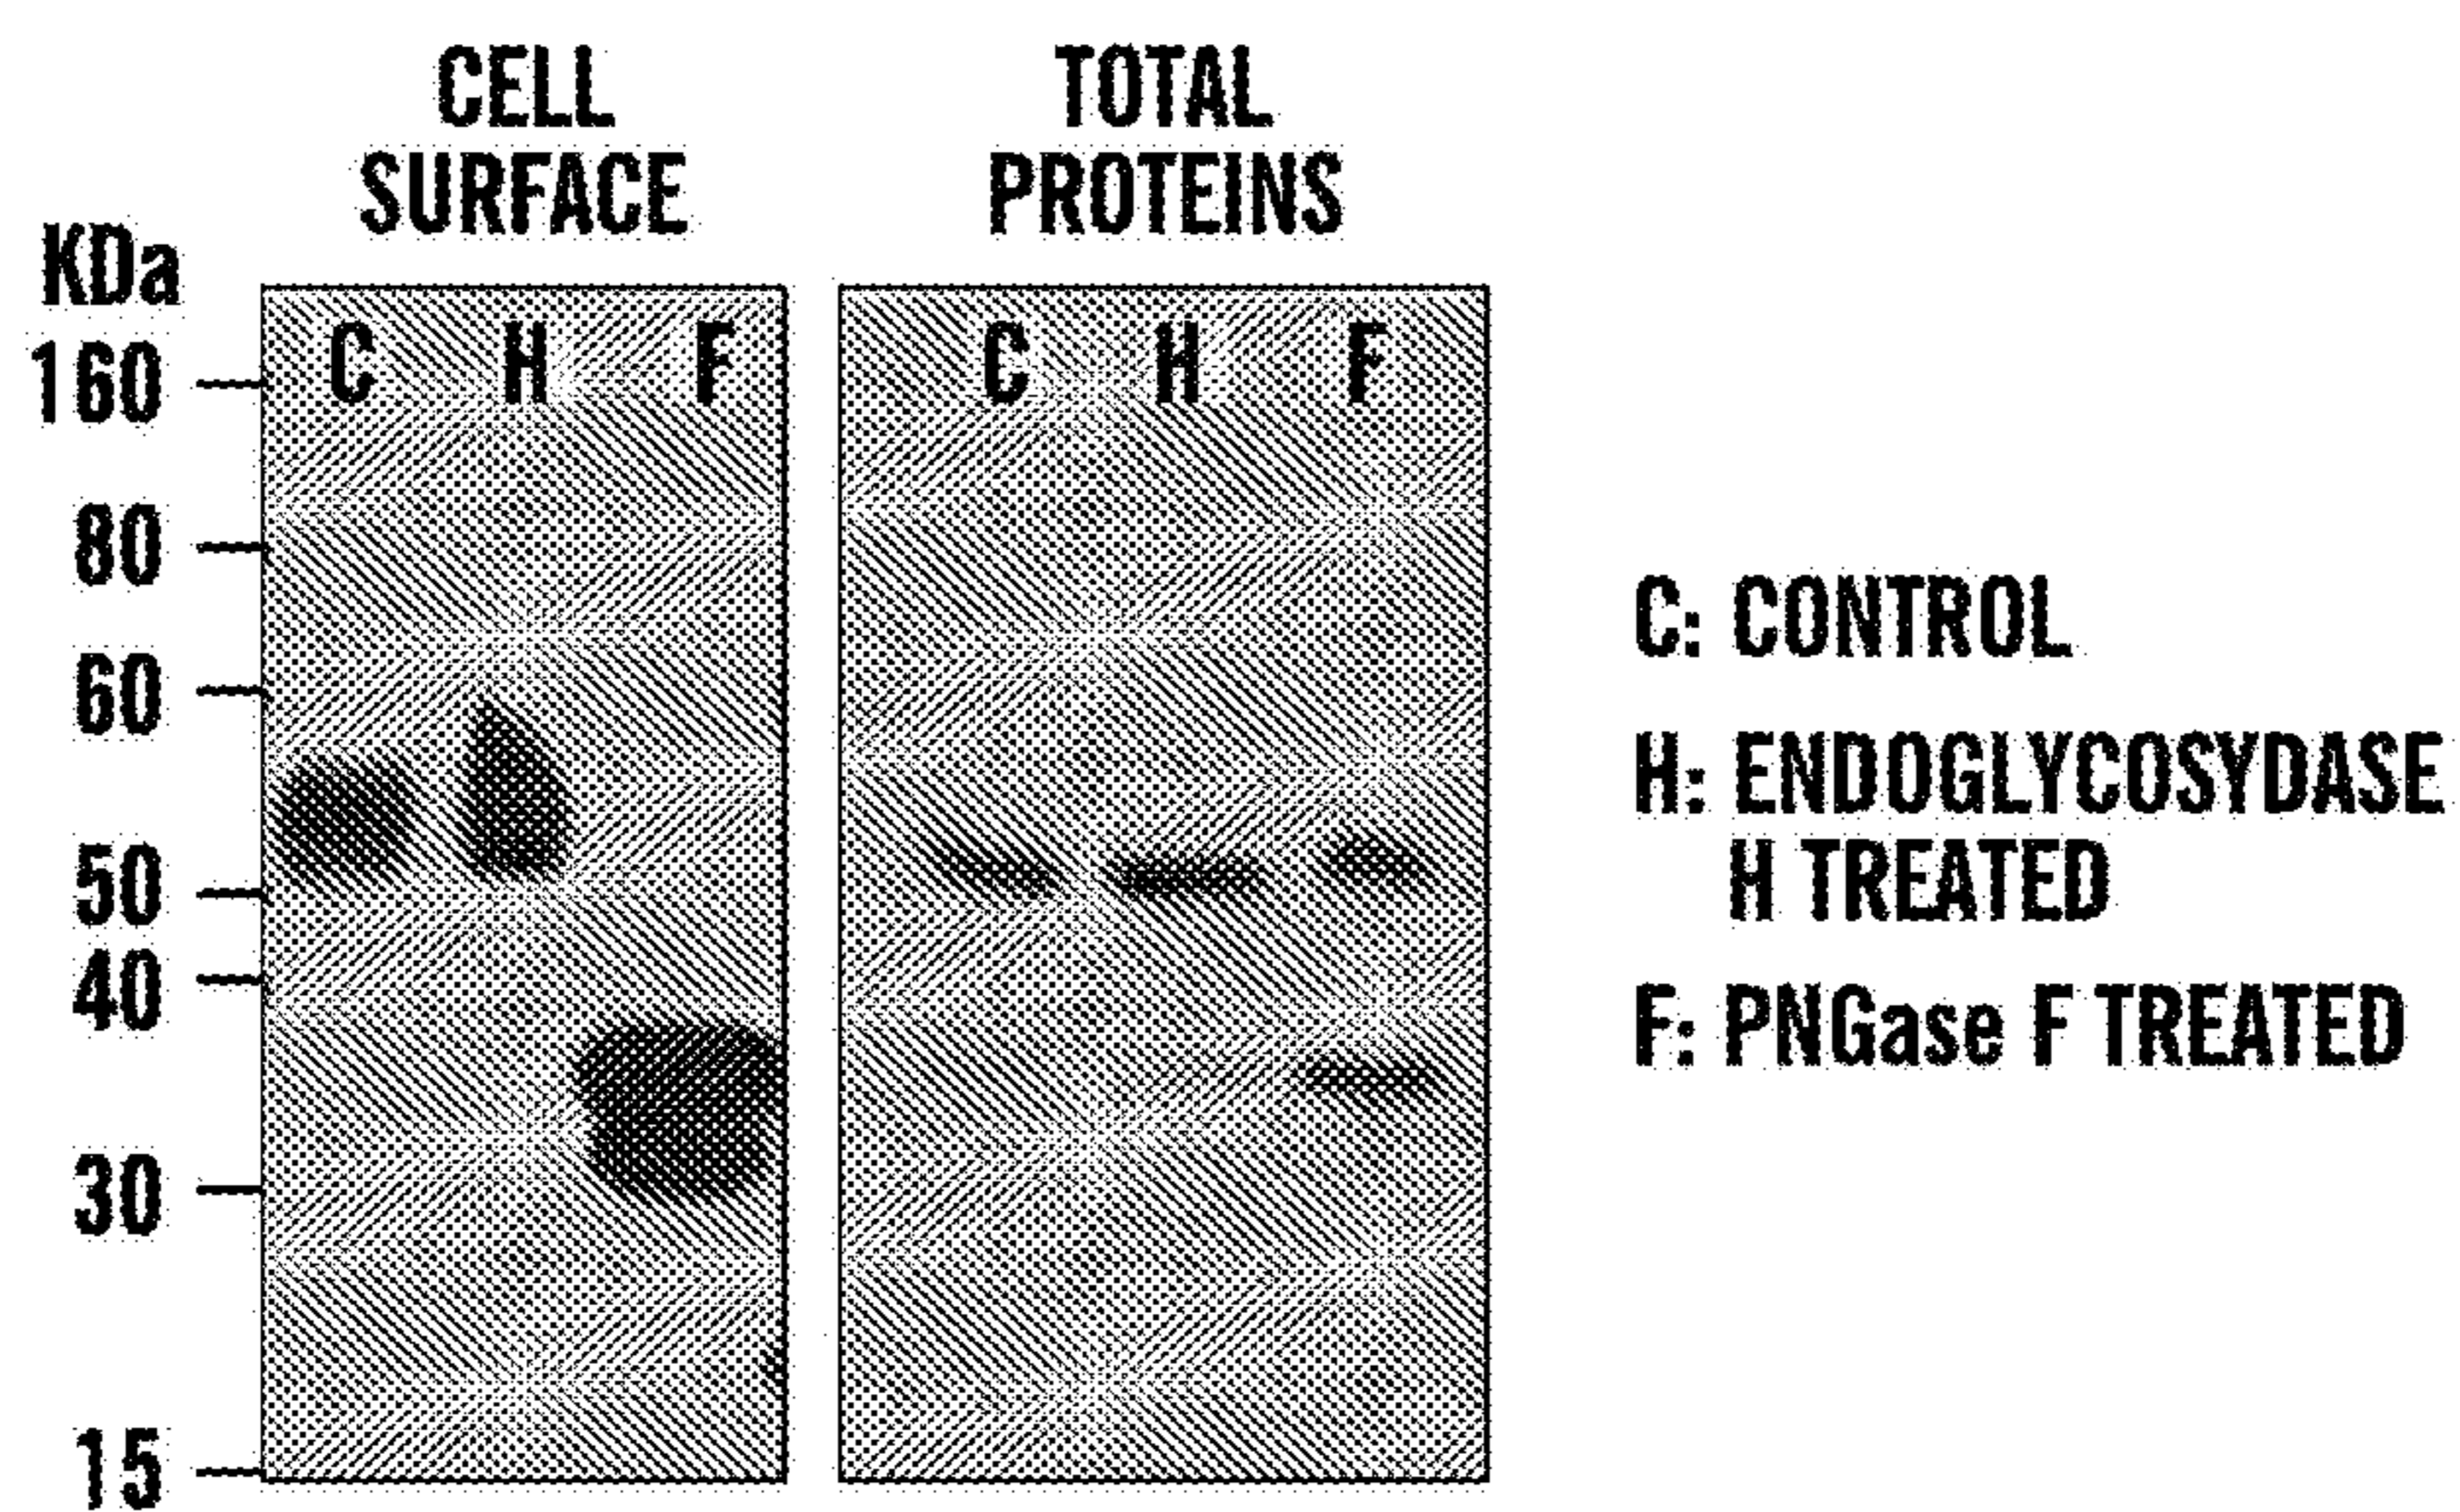 CELL
SURFACE
TOTAL
PROTEINS
KDa
160
80
60
50
40
30
15
C H F
C H F
C: CONTROL
H: ENDOGLYCOSYDASE
H TREATED
F: PNGase F TREATED